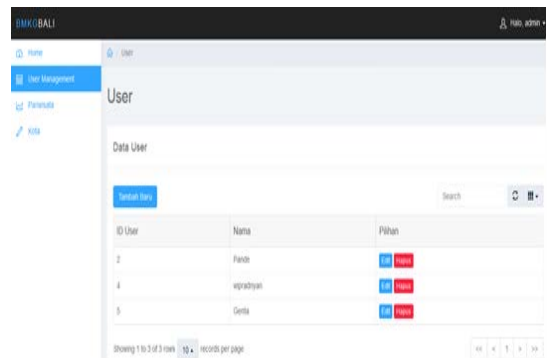 BMKGBALI
Halo, admin
Home
User Management
Pariwisata
Kota
/ User
User
Data User
Tambah Baru
Search
ID User Nama Pilihan
2 Pande Edit Hapus
4 wipradnyan Edit Hapus
5 Genta Edit Hapus
Showing 1 to 3 of 3 rows 10 records per page
‹‹ ‹ 1 › ››